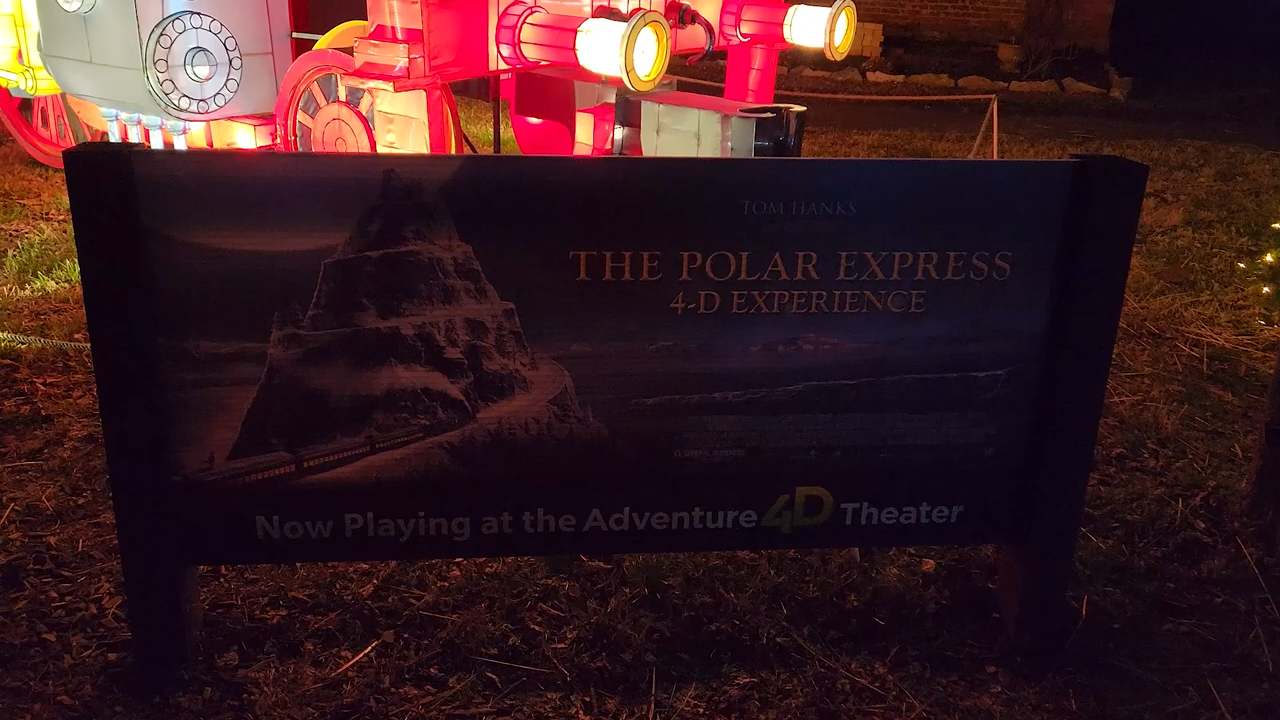 TOM HANKS
THE POLAR EXPRESS
4-D EXPERIENCE
Now Playing at the Adventure 4D Theater